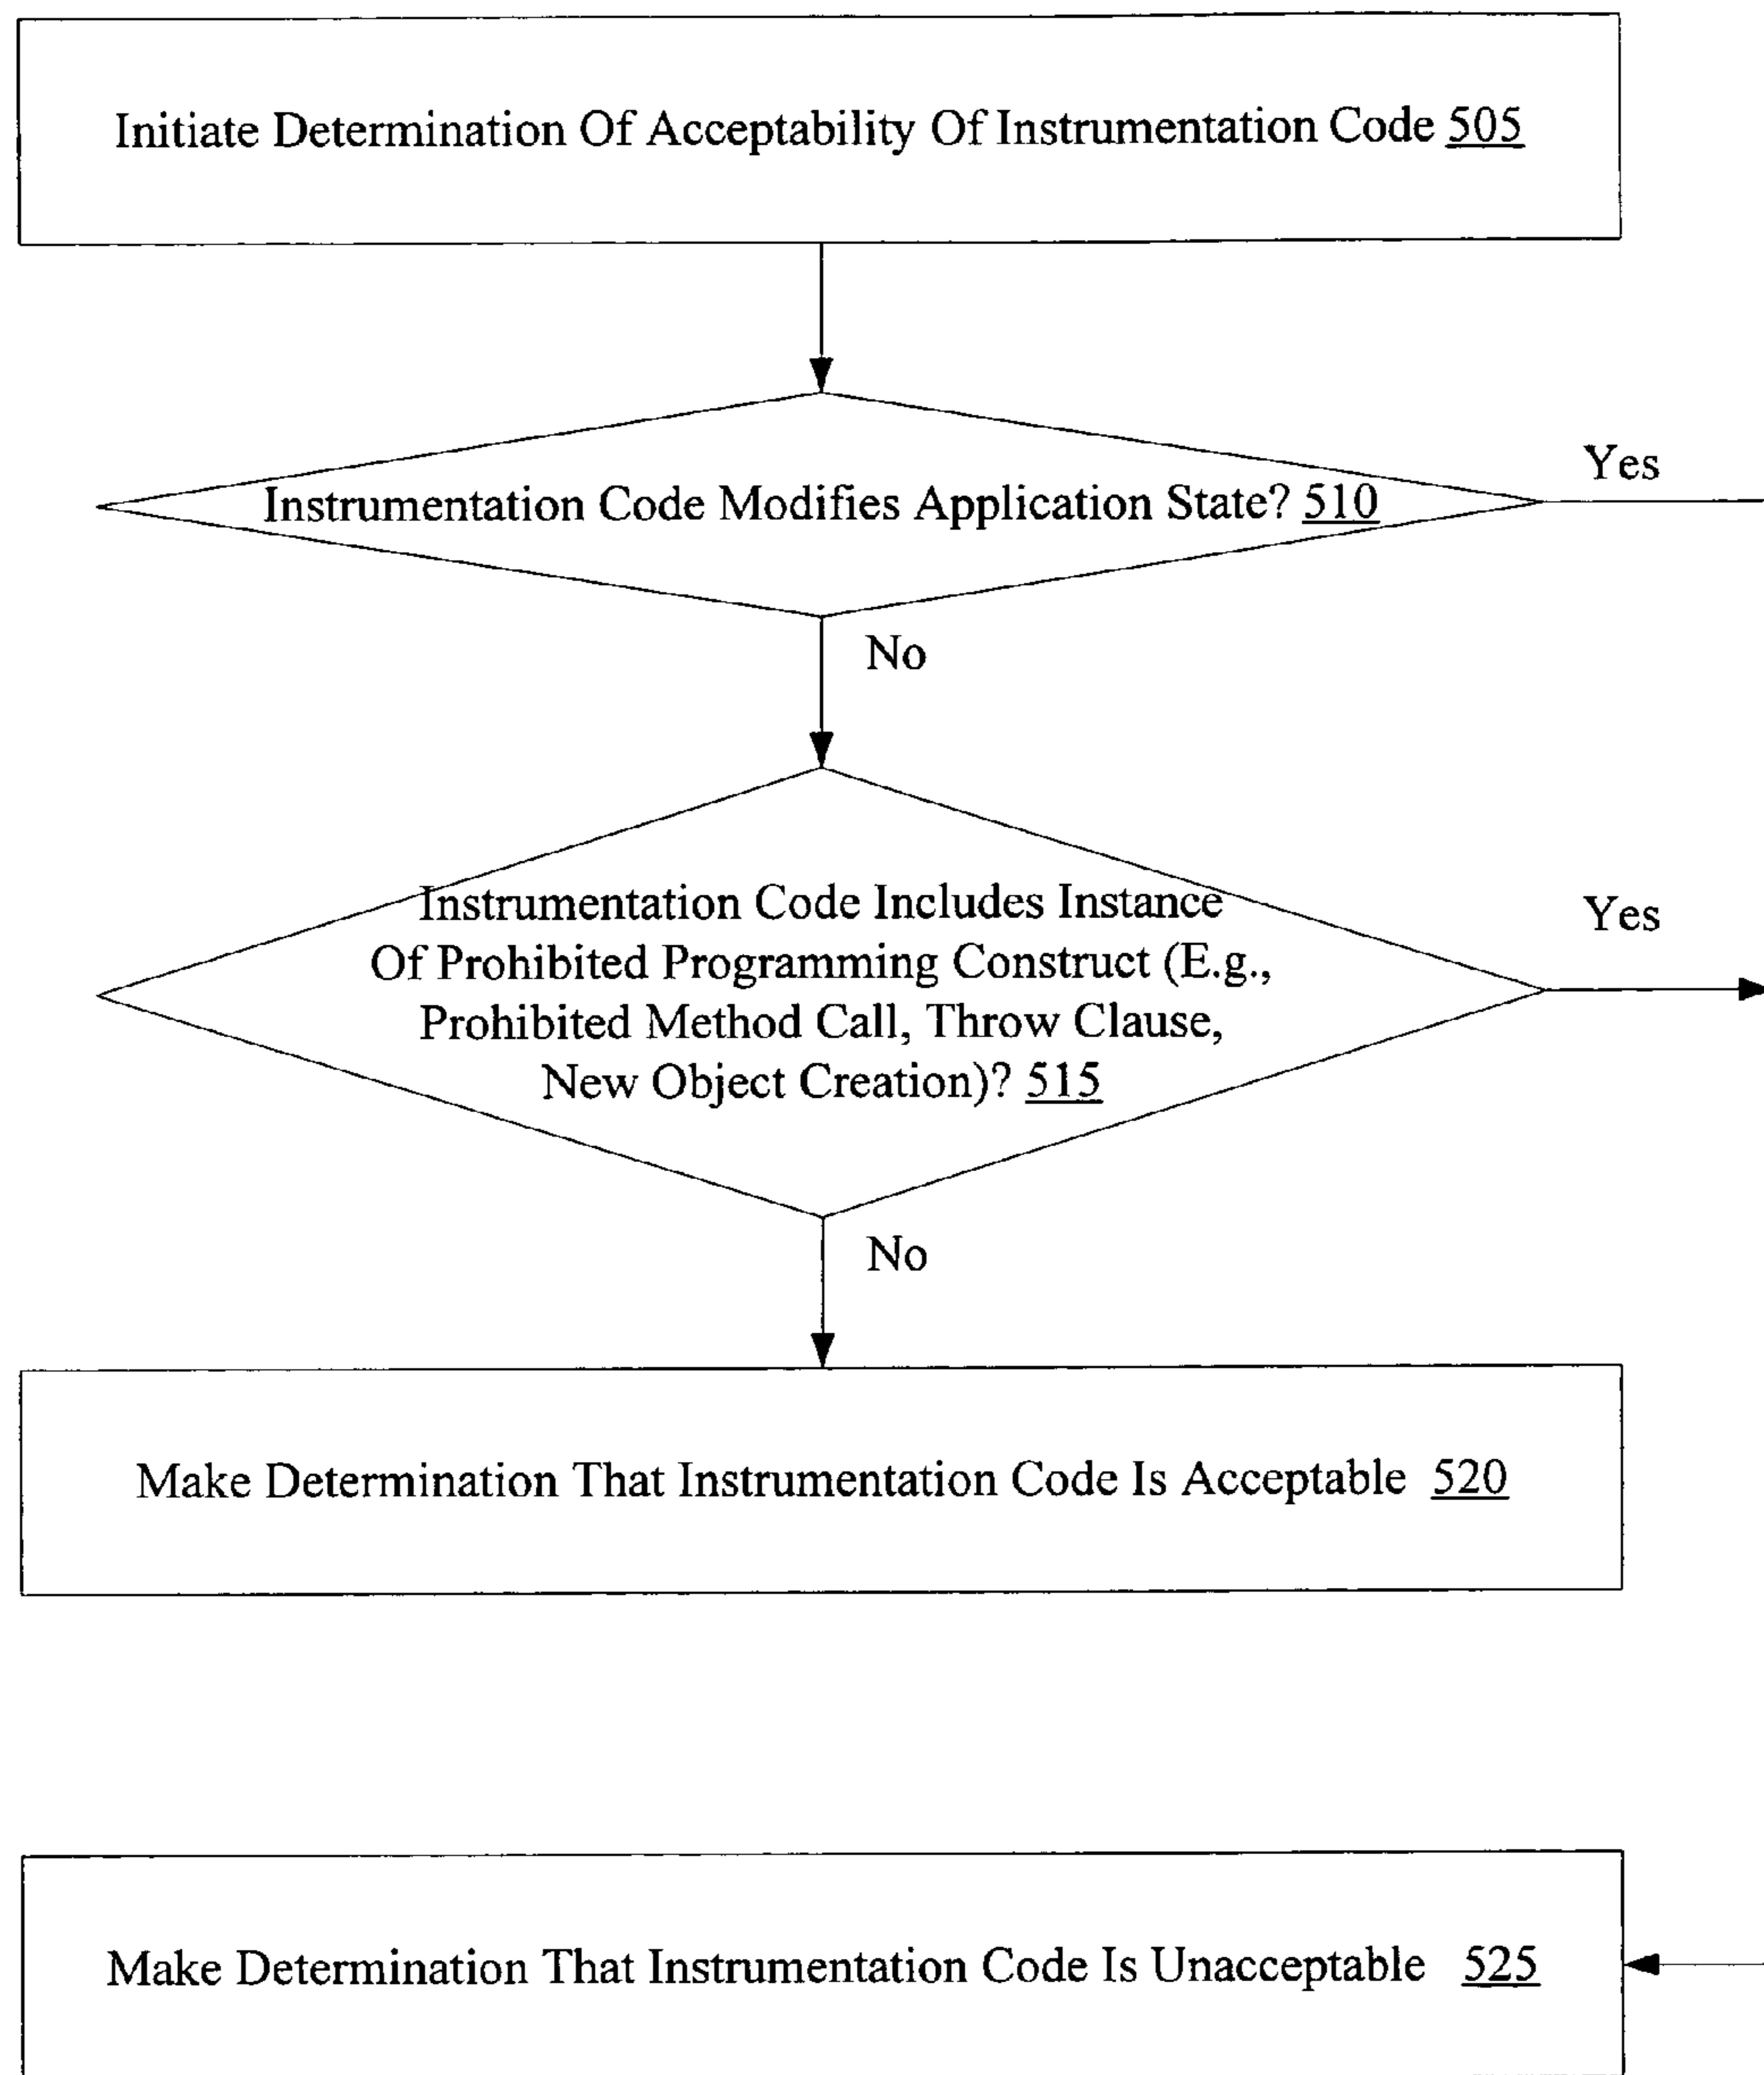 Initiate Determination Of Acceptability Of Instrumentation Code 505
Yes
Instrumentation Code Modifies Application State? 510
No
Instrumentation Code Includes Instance
Of Prohibited Programming Construct (E.g.,
Prohibited Method Call, Throw Clause,
New Object Creation)? 515
Yes
No
Make Determination That Instrumentation Code Is Acceptable 520
Make Determination That Instrumentation Code Is Unacceptable 525